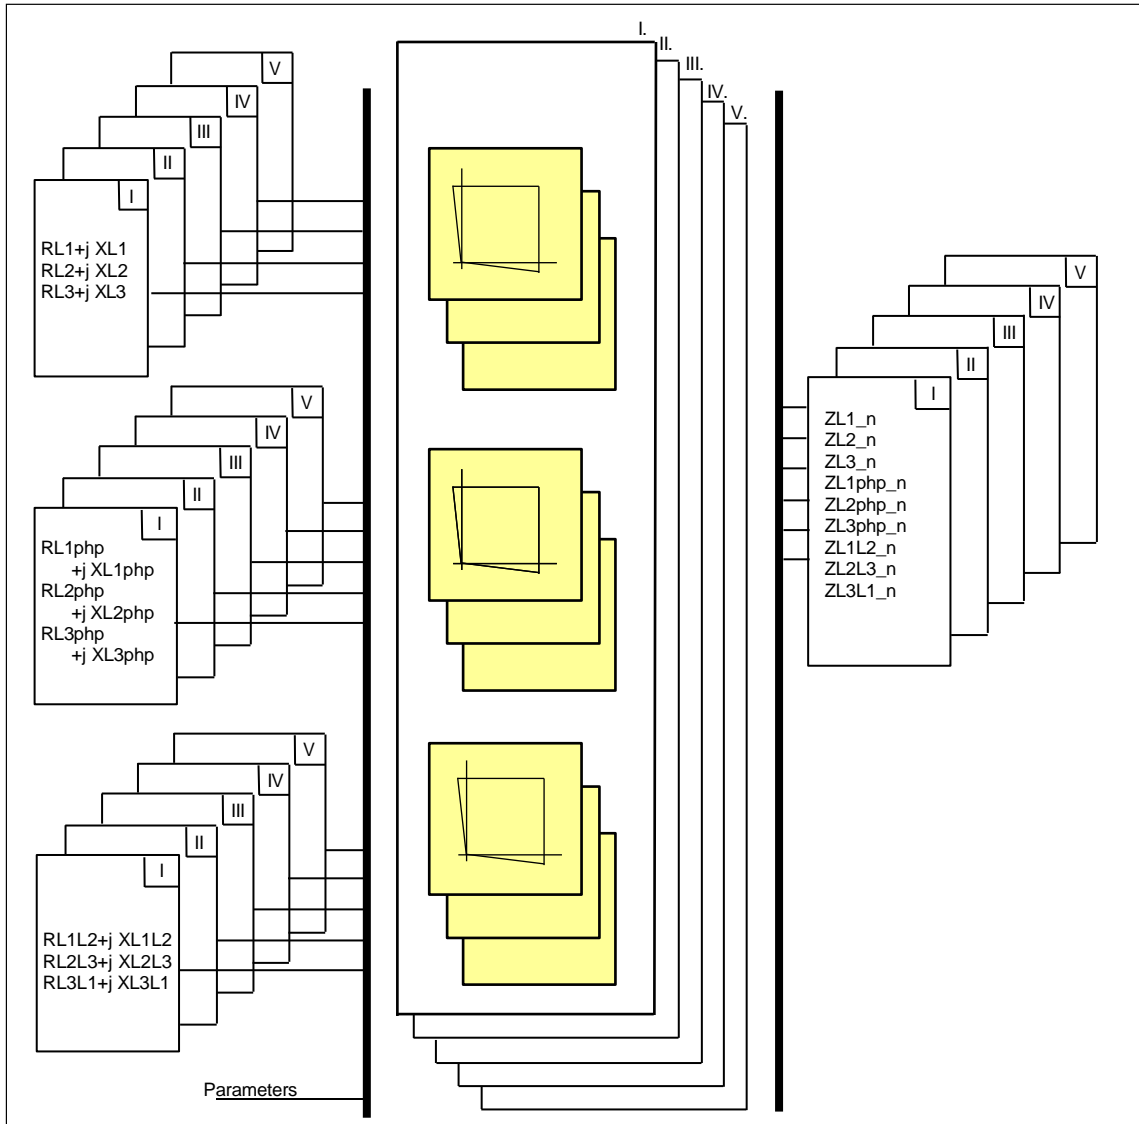 V
IV
III
II
I
RL1+j XL1
RL2+j XL2
RL3+j XL3
V
IV
III
II
I
RL1php
+j XL1php
RL2php
+j XL2php
RL3php
+j XL3php
V
IV
III
II
I
RL1L2+j XL1L2
RL2L3+j XL2L3
RL3L1+j XL3L1
Parameters
I.
II.
III.
IV.
V.
V
IV
III
II
I
ZL1_n
ZL2_n
ZL3_n
ZL1php_n
ZL2php_n
ZL3php_n
ZL1L2_n
ZL2L3_n
ZL3L1_n